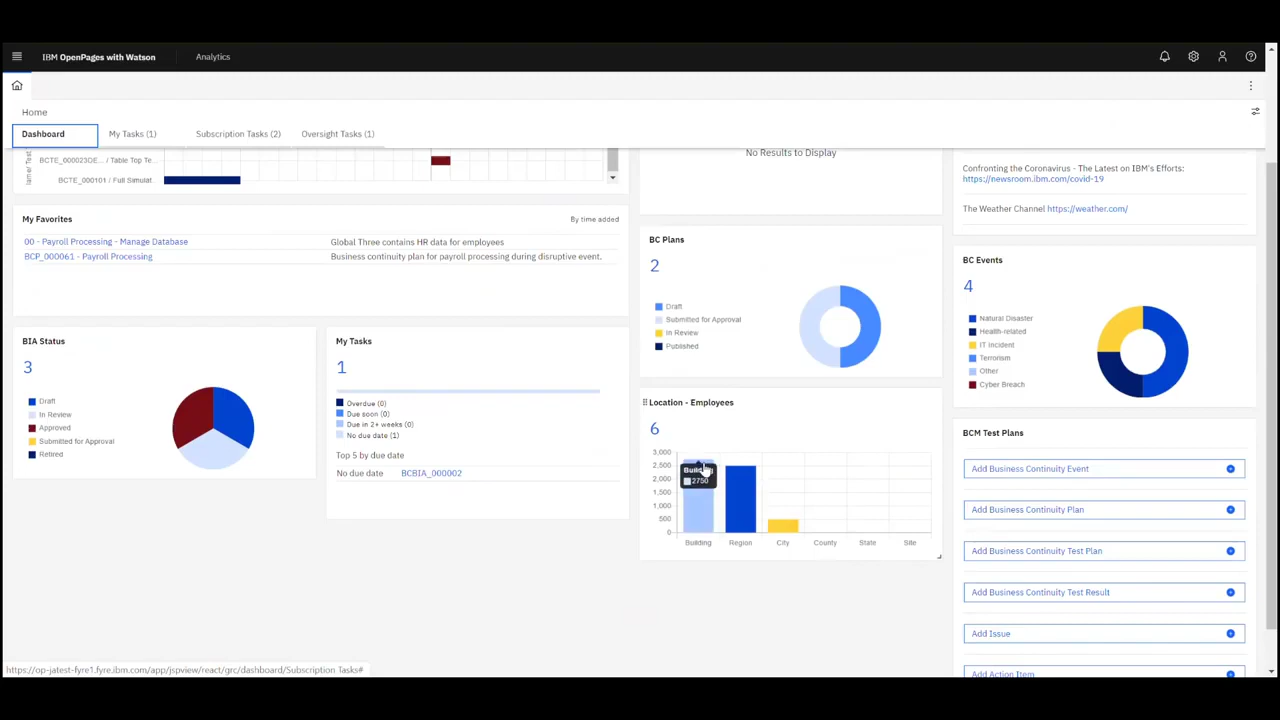 IBM OpenPages with Watson
Analytics
Home
Dashboard
My Tasks (1)
Subscription Tasks (2)
Oversight Tasks (1)
BCTE_000023DE... / Table Top Te...
BCTE_000101 / Full Simulat...
My Favorites
By time added
00 - Payroll Processing - Manage Database
Global Three contains HR data for employees
BCP_000061 - Payroll Processing
Business continuity plan for payroll processing during disruptive event.
BIA Status
3
Draft
In Review
Approved
Submitted for Approval
Retired
My Tasks
1
Overdue (0)
Due soon (0)
Due in 2+ weeks (0)
No due date (1)
Top 5 by due date
No due date BCBIA_000002
No Results to Display
BC Plans
2
Draft
Submitted for Approval
In Review
Published
Location - Employees
6
3,000
2,500
2,000
1,500
1,000
500
0
2750
Building
Region
City
County
State
Site
Confronting the Coronavirus - The Latest on IBM's Efforts:
https://newsroom.ibm.com/covid-19
The Weather Channel https://weather.com/
BC Events
4
Natural Disaster
Health-related
IT Incident
Terrorism
Other
Cyber Breach
BCM Test Plans
Add Business Continuity Event
Add Business Continuity Plan
Add Business Continuity Test Plan
Add Business Continuity Test Result
Add Issue
Add Action Item
https://op-jatest-fyre1.fyre.ibm.com/app/jspview/react/grc/dashboard/Subscription Tasks#